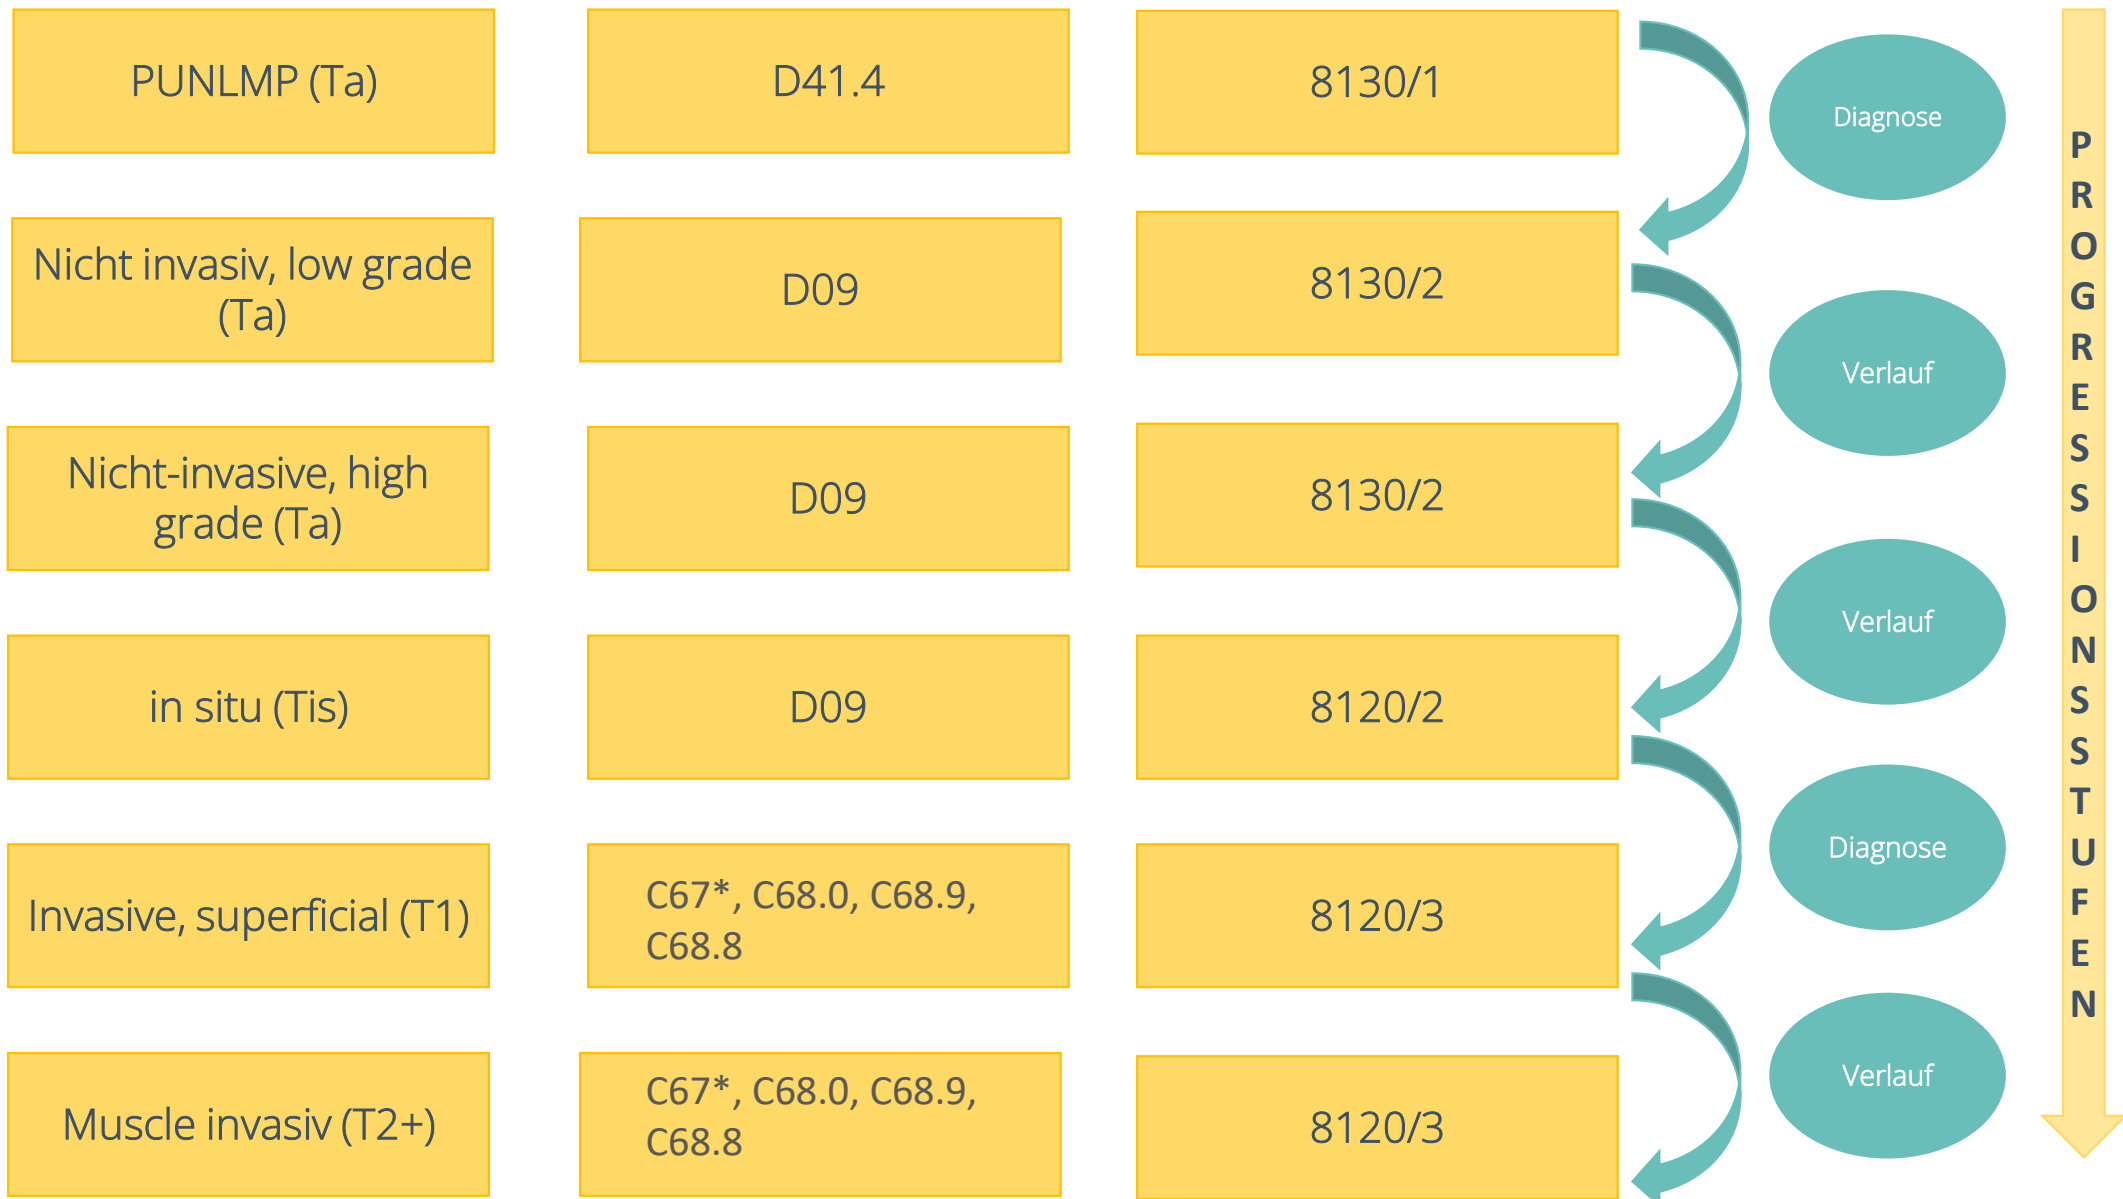 PUNLMP (Ta)
D41.4
8130/1
Diagnose
Nicht invasiv, low grade
(Ta)
D09
8130/2
Verlauf
Nicht-invasive, high
grade (Ta)
D09
8130/2
Verlauf
in situ (Tis)
D09
8120/2
Diagnose
Invasive, superficial (T1)
C67*, C68.0, C68.9,
C68.8
8120/3
Verlauf
Muscle invasiv (T2+)
C67*, C68.0, C68.9,
C68.8
8120/3
PROGRESSIONSSTUFEN